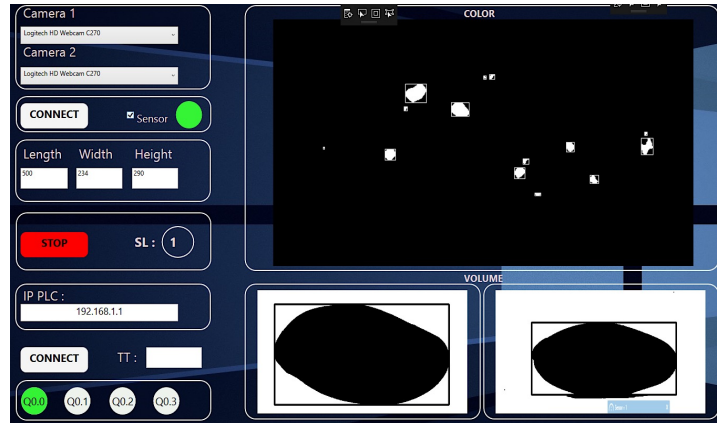 Camera 1
Logitech HD Webcam C270
Camera 2
Logitech HD Webcam C270
CONNECT
Sensor
Length Width Height
500 234 290
STOP
SL : 1
IP PLC :
192.168.1.1
CONNECT
TT :
Q0.0 Q0.1 Q0.2 Q0.3
COLOR
VOLUME